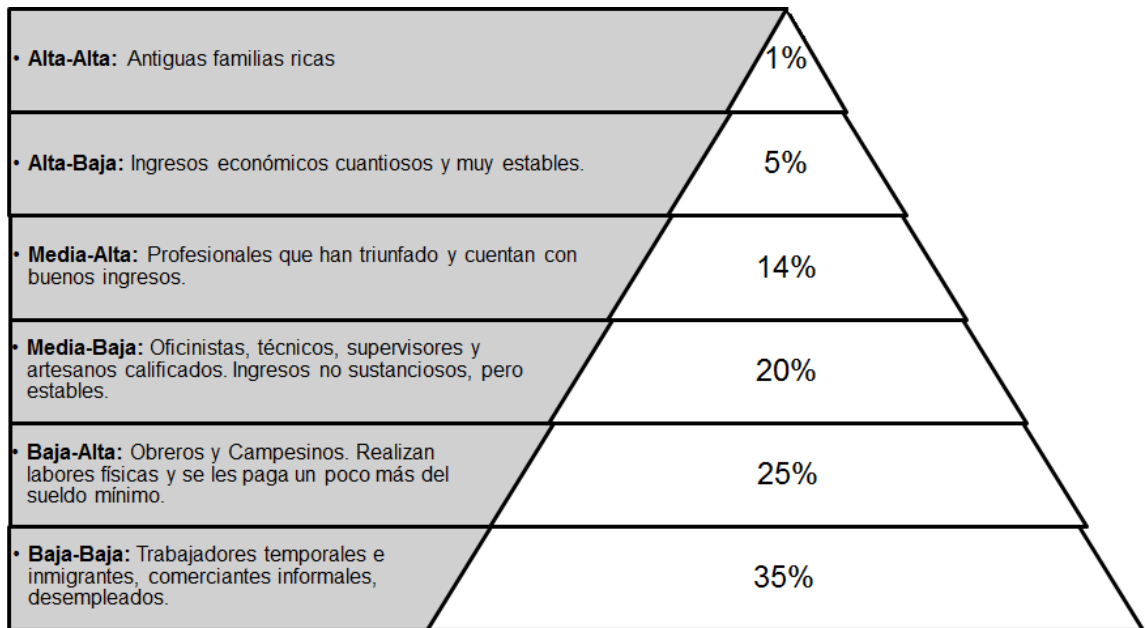 • Alta-Alta: Antiguas familias ricas
1%
• Alta-Baja: Ingresos económicos cuantiosos y muy estables.
5%
• Media-Alta: Profesionales que han triunfado y cuentan con
buenos ingresos.
14%
• Media-Baja: Oficinistas, técnicos, supervisores y
artesanos calificados. Ingresos no sustanciosos, pero
estables.
20%
• Baja-Alta: Obreros y Campesinos. Realizan
labores físicas y se les paga un poco más del
sueldo mínimo.
25%
• Baja-Baja: Trabajadores temporales e
inmigrantes, comerciantes informales,
desempleados.
35%